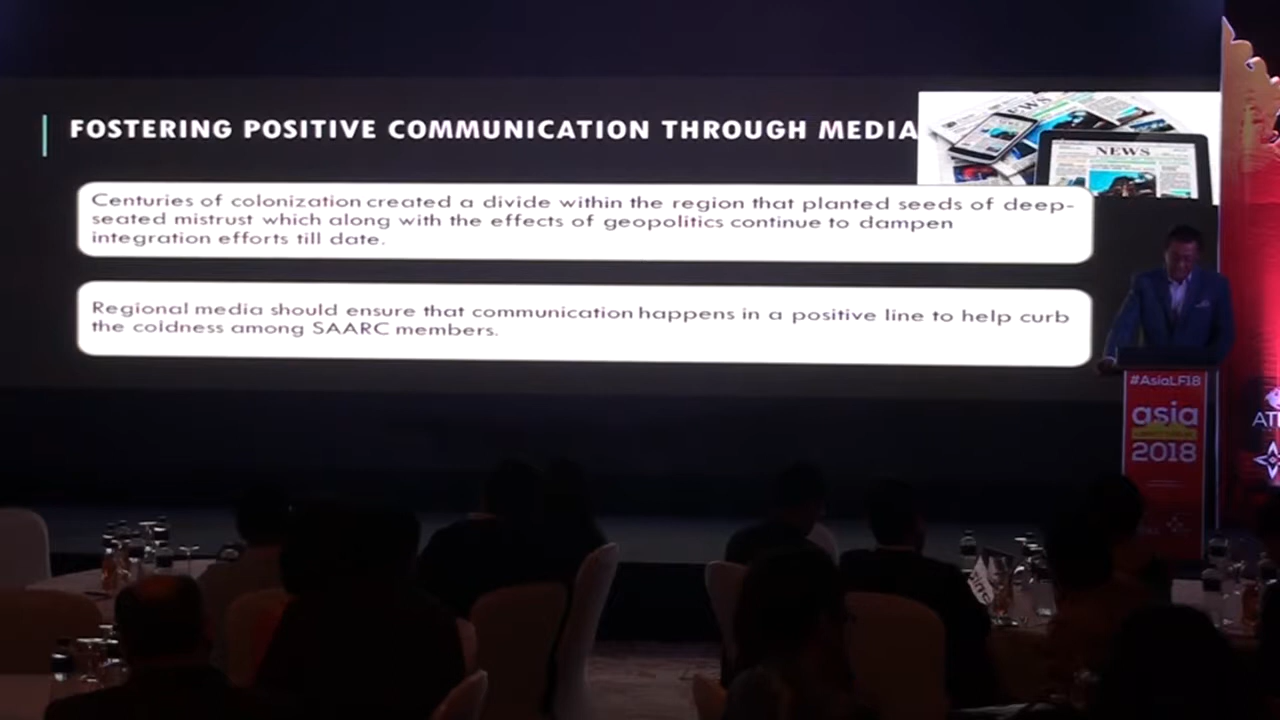 FOSTERING POSITIVE COMMUNICATION THROUGH MEDIA
NEWS
NEWS
Centuries of colonization created a divide within the region that planted seeds of deep-
seated mistrust which along with the effects of geopolitics continue to dampen
integration efforts till date.
Regional media should ensure that communication happens in a positive line to help curb
the coldness among SAARC members.
#AsiaLF18
asia
2018